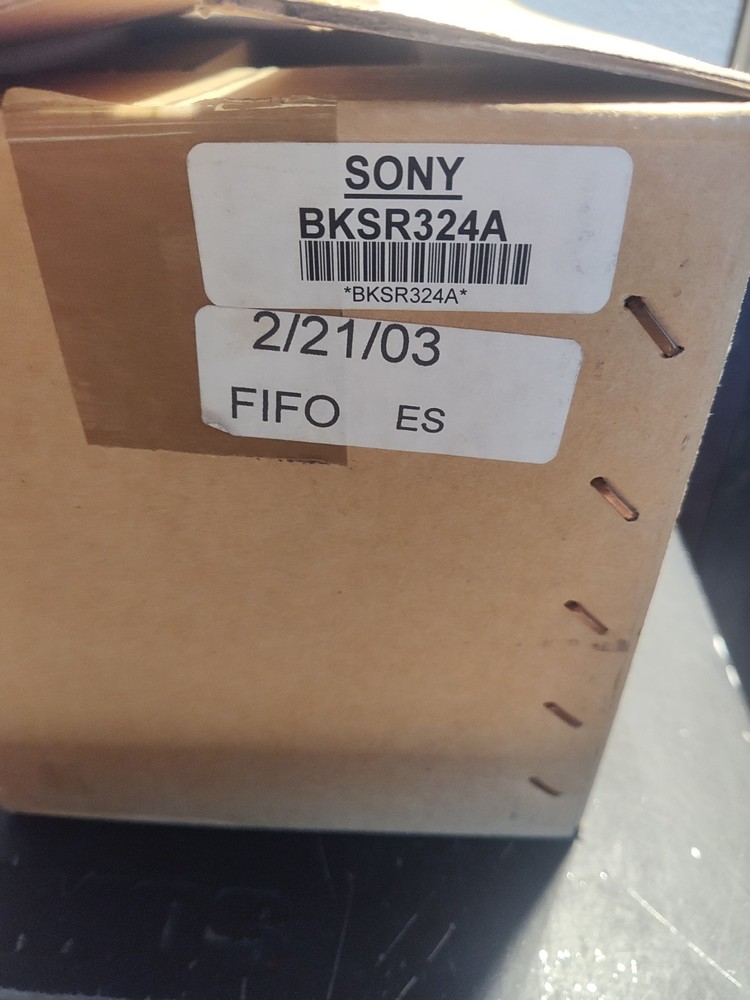 SONY
BKSR324A
*BKSR324A*
2/21/03
FIFO ES